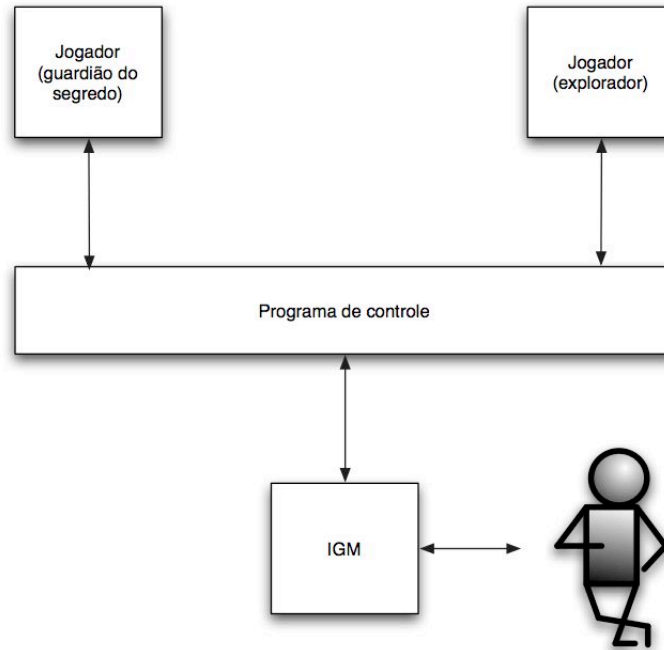 Jogador
(guardião do
segredo)
Jogador
(explorador)
Programa de controle
IGM